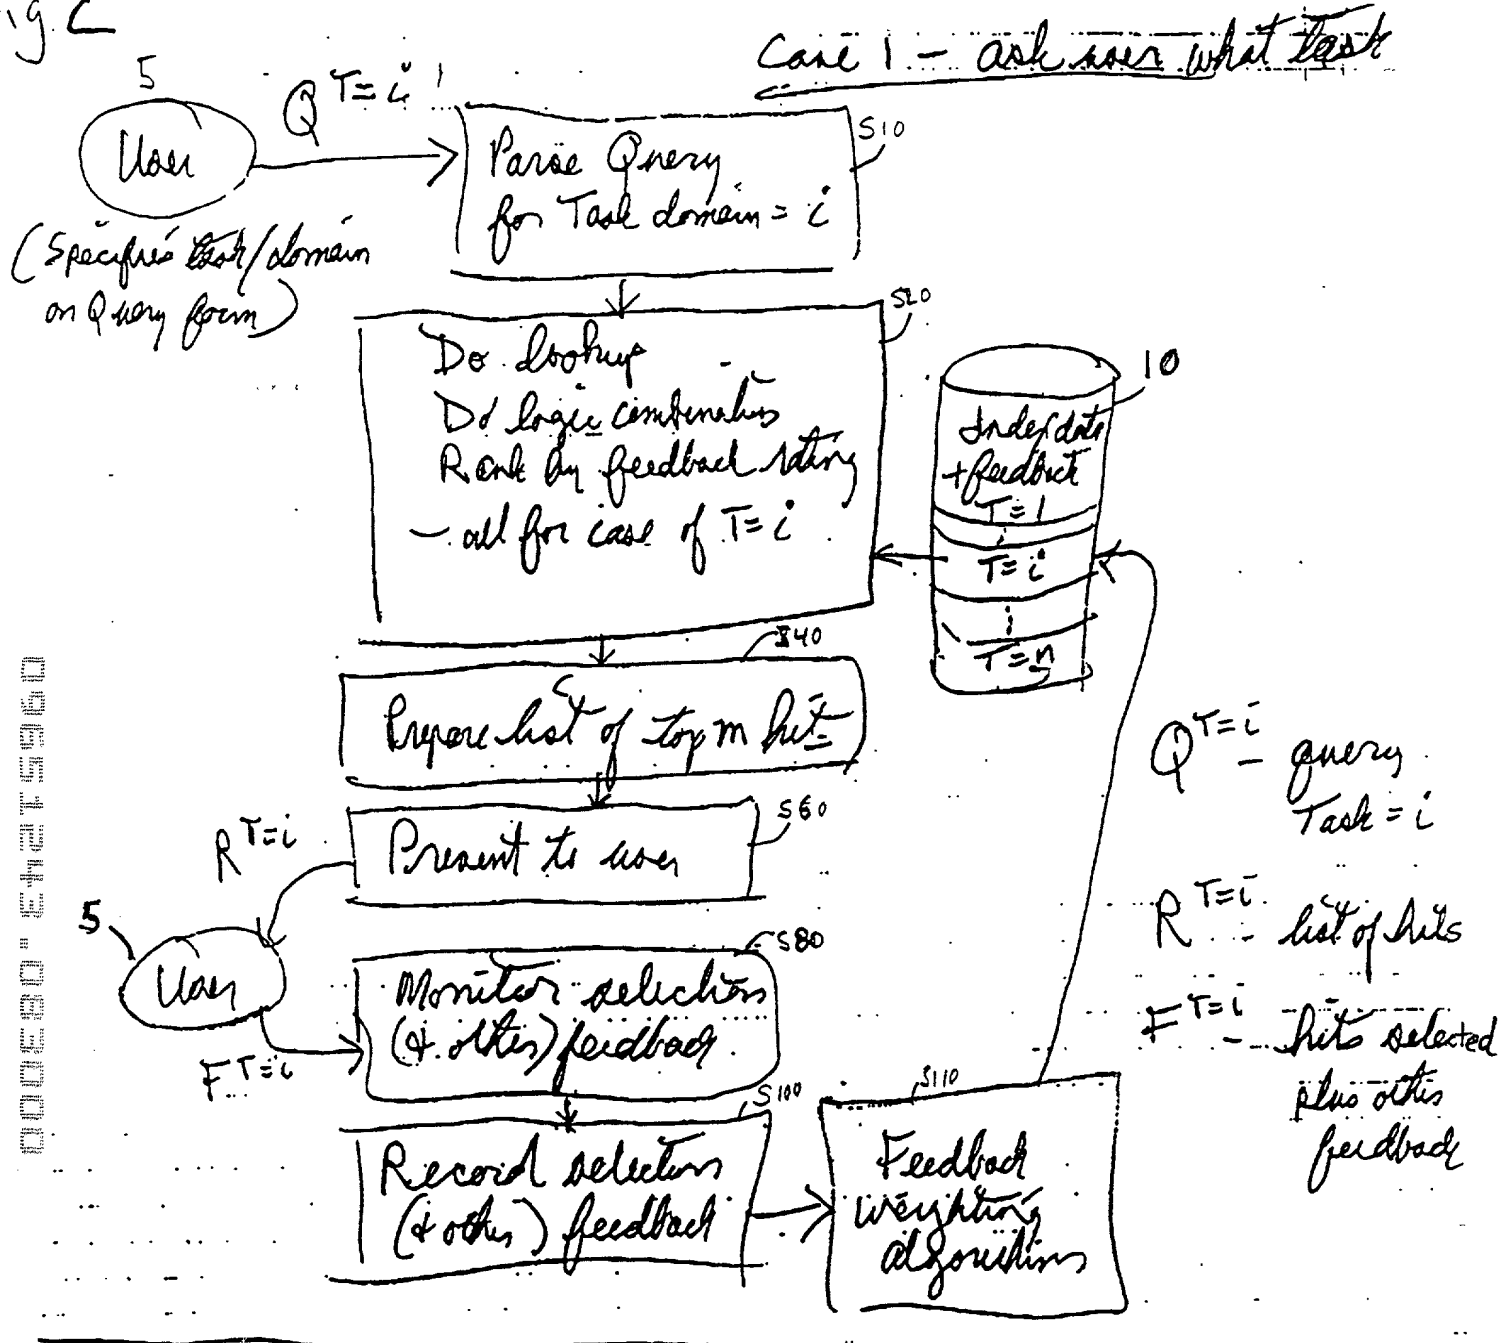 Fig. 2
Case 1 - ask user what task
5
Q T=i
User
(Specifies task/domain
on Query form)
S10
Parse Query
for Task domain = i
S20
Do lookup
Do logic combinations
Rank by feedback rating
- all for case of T=i
10
Index data
+ feedback
T=1
T=i
T=n
S40
Prepare list of top m hits
S60
Present to user
R T=i
5
User
F T=i
S80
Monitor selections
(& other) feedback
S100
Record selections
(& other) feedback
S110
Feedback
weighting
algorithms
Q T=i - query
Task = i
R T=i - list of hits
F T=i - hits selected
plus other
feedback